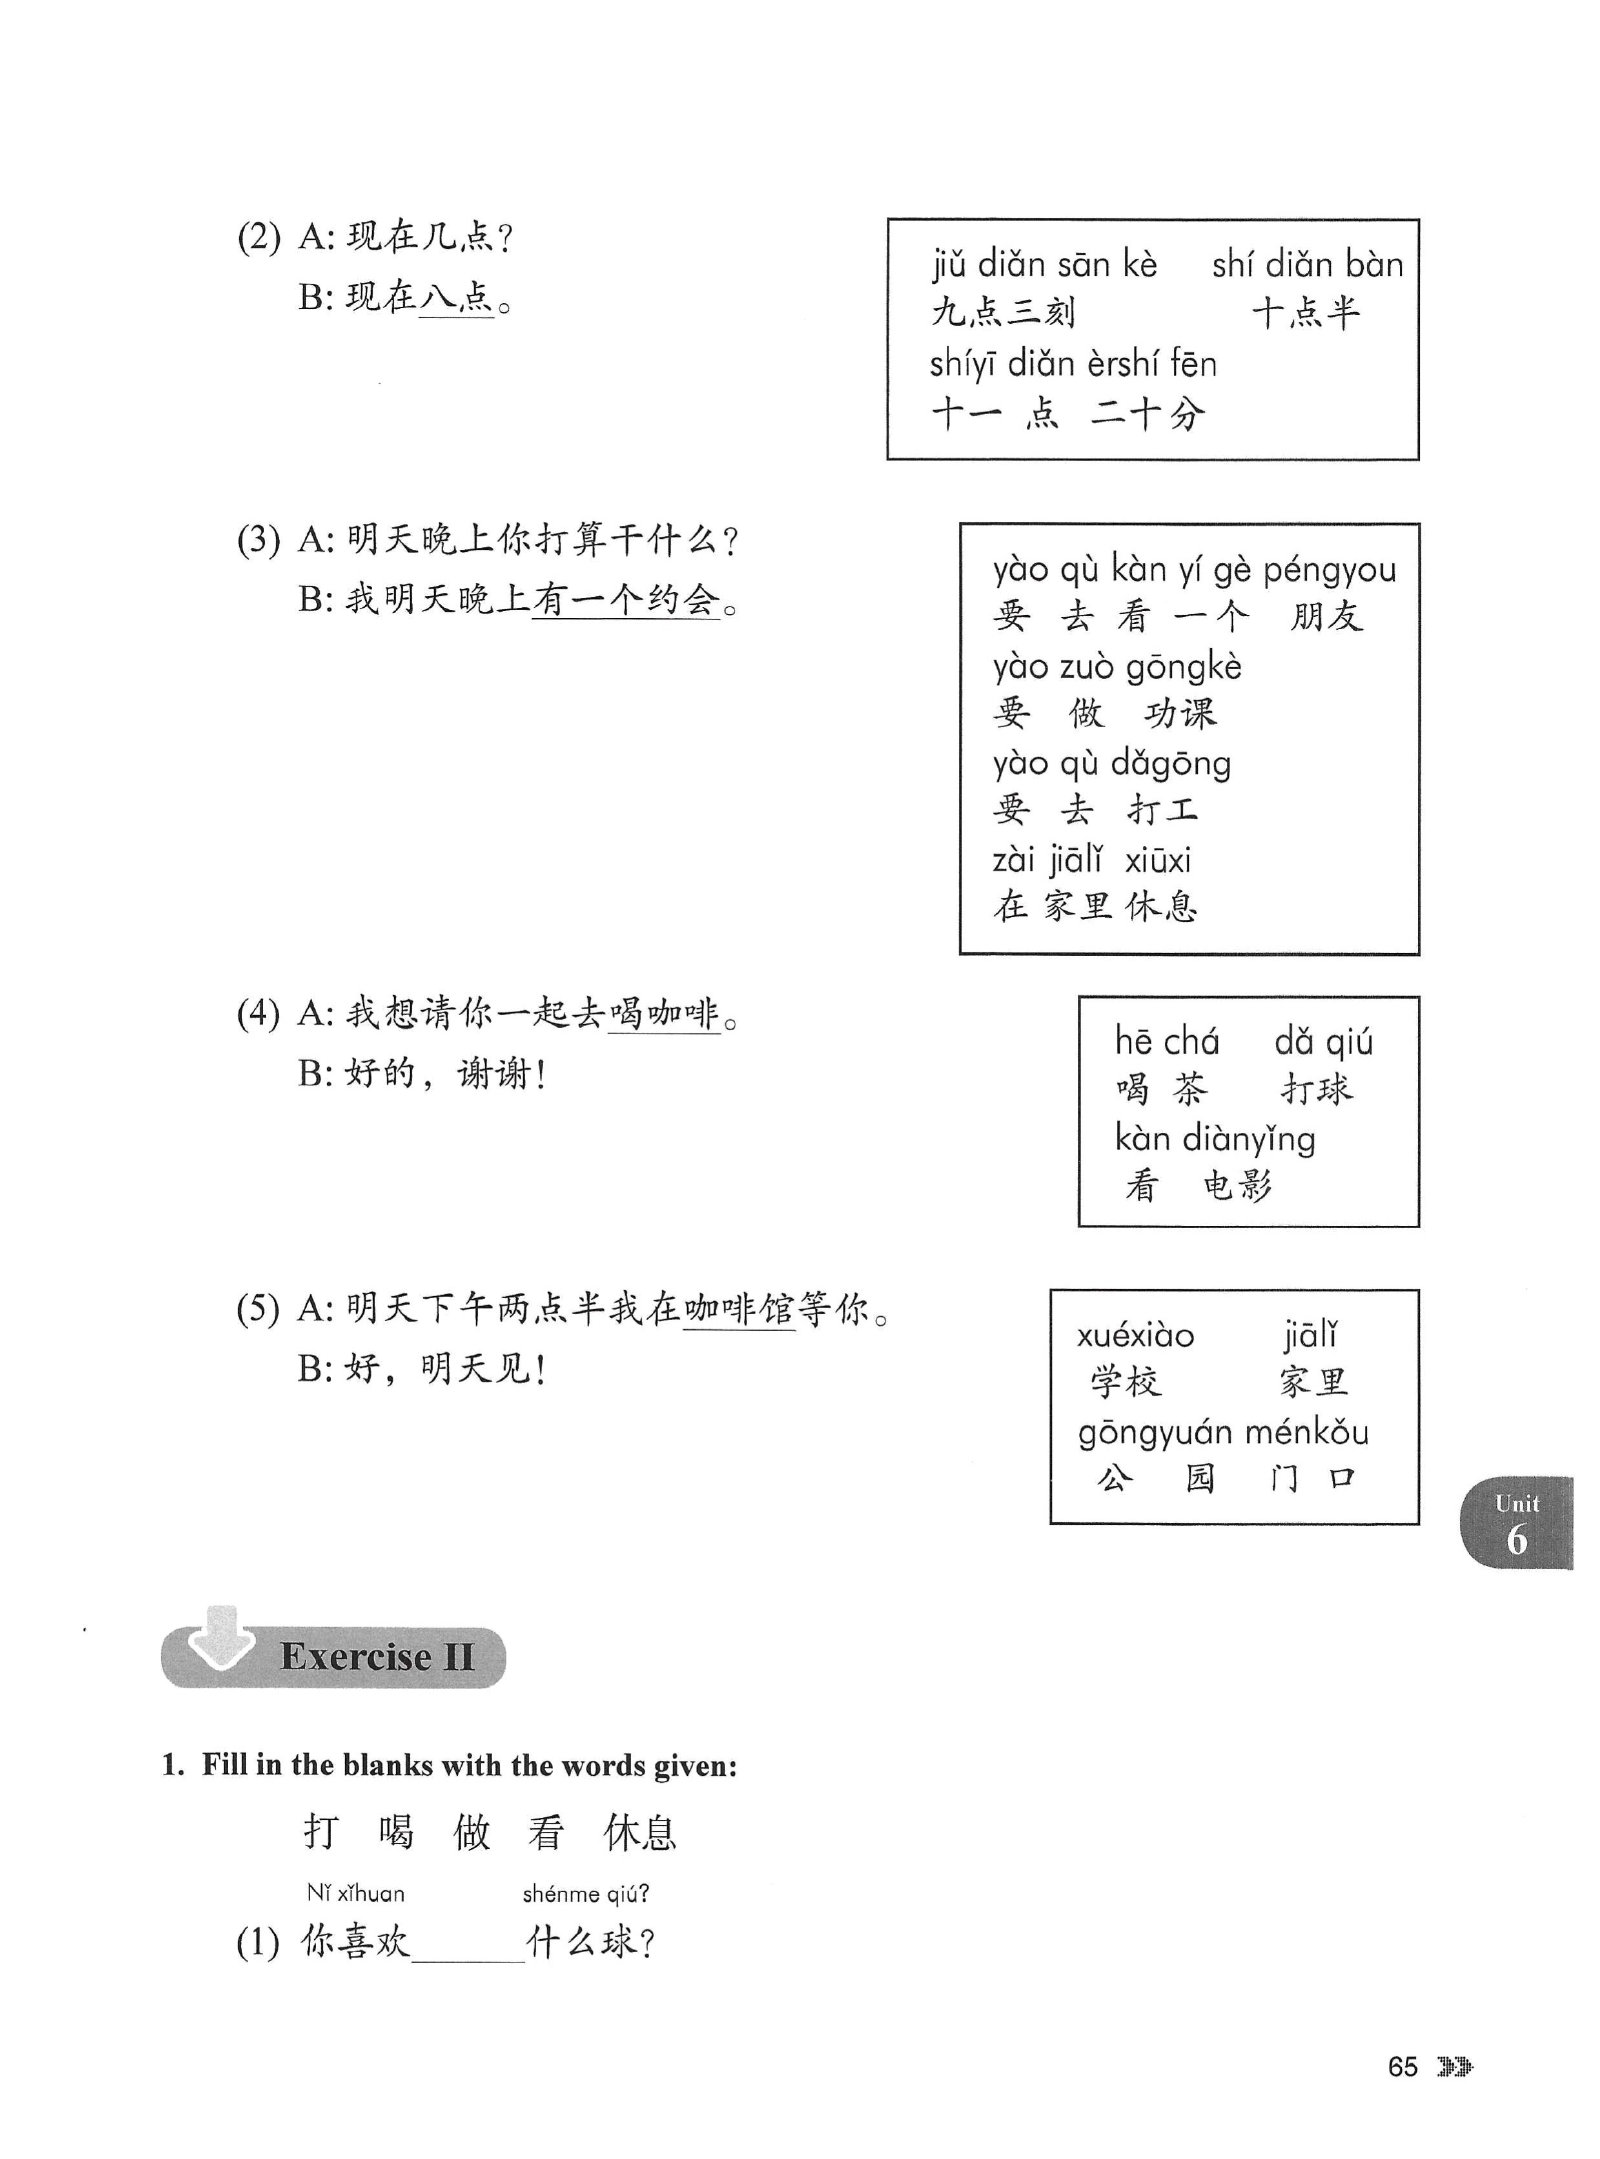 (2) A: 现在几点?
B: 现在八点。
jiǔ diǎn sān kè shí diǎn bàn
九点三刻 十点半
shíyī diǎn èrshí fēn
十一 点 二十分
(3) A: 明天晚上你打算干什么?
B: 我明天晚上有一个约会。
yào qù kàn yí gè péngyou
要 去 看 一个 朋友
yào zuò gōngkè
要 做 功课
yào qù dǎgōng
要 去 打工
zài jiālǐ xiūxi
在 家里 休息
(4) A: 我想请你一起去喝咖啡。
B: 好的，谢谢!
hē chá dǎ qiú
喝 茶 打球
kàn diànyǐng
看 电影
(5) A: 明天下午两点半我在咖啡馆等你。
B: 好，明天见!
xuéxiào jiālǐ
学校 家里
gōngyuán ménkǒu
公 园 门 口
Unit
6
Exercise II
1. Fill in the blanks with the words given:
打 喝 做 看 休息
Nǐ xǐhuan shénme qiú?
(1) 你喜欢______什么球?
65